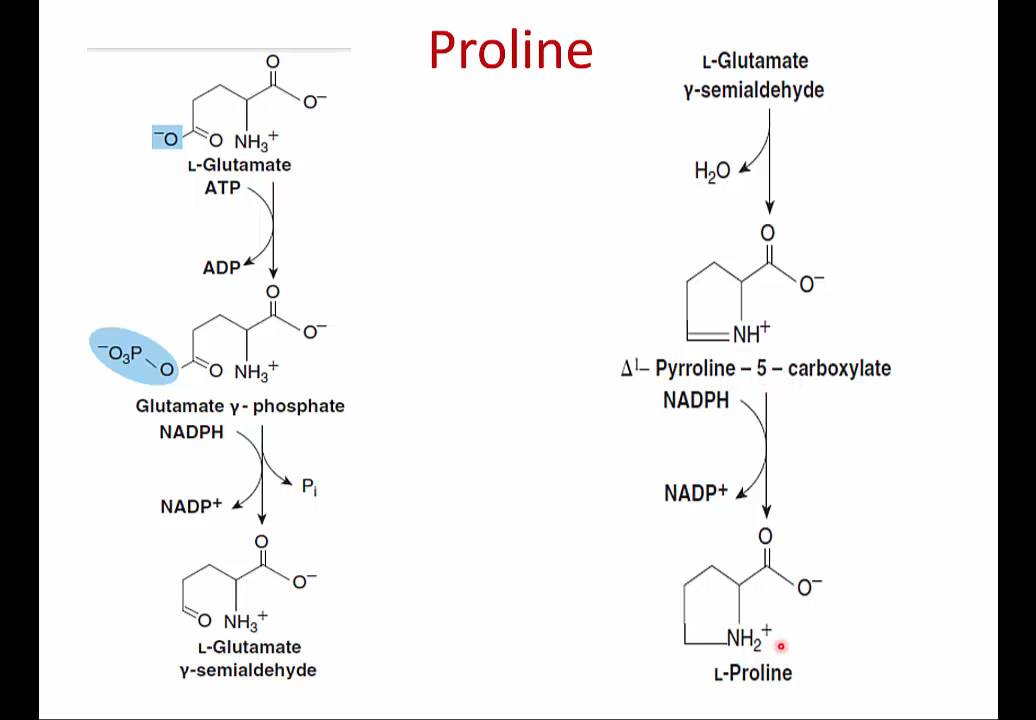 Proline
O
O⁻
⁻O
O
NH₃⁺
L-Glutamate
ATP
ADP
O
O⁻
⁻O₃P
O
O
NH₃⁺
Glutamate γ - phosphate
NADPH
Pᵢ
NADP⁺
O
O⁻
O
NH₃⁺
L-Glutamate
γ-semialdehyde
L-Glutamate
γ-semialdehyde
H₂O
O
O⁻
NH⁺
Δ¹– Pyrroline – 5 – carboxylate
NADPH
NADP+
O
O⁻
NH₂⁺
L-Proline